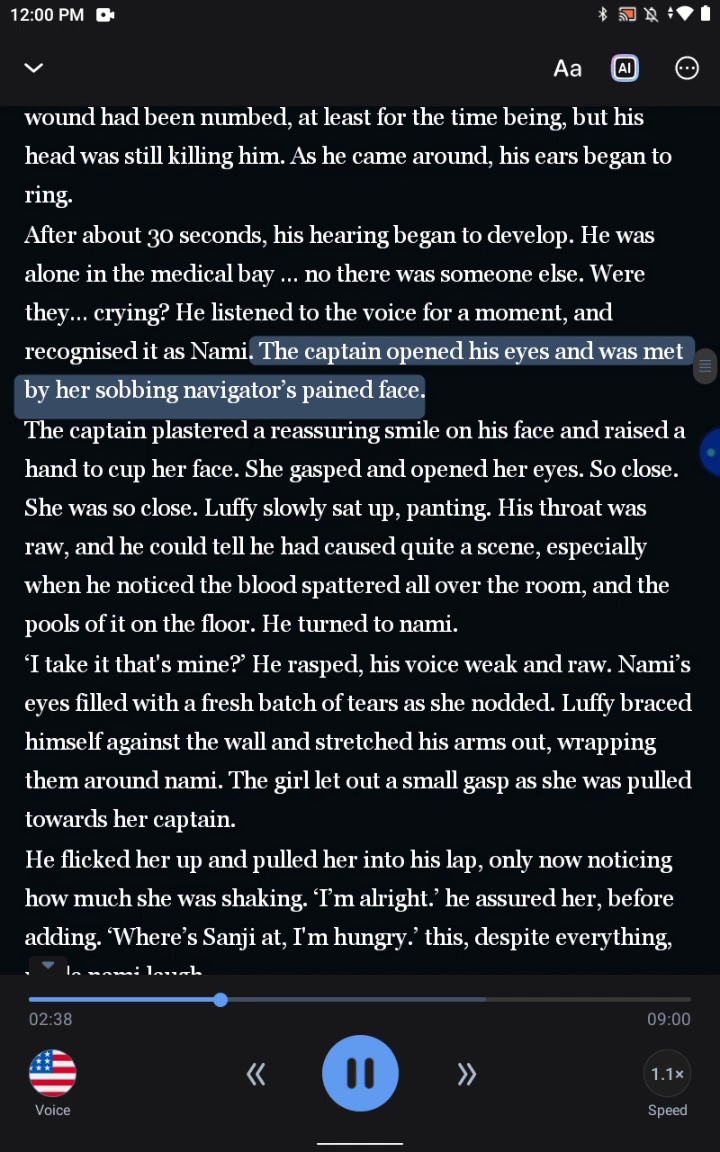 12:00 PM
Aa
AI
wound had been numbed, at least for the time being, but his
head was still killing him. As he came around, his ears began to
ring.
After about 30 seconds, his hearing began to develop. He was
alone in the medical bay ... no there was someone else. Were
they... crying? He listened to the voice for a moment, and
recognised it as Nami. The captain opened his eyes and was met
by her sobbing navigator’s pained face.
The captain plastered a reassuring smile on his face and raised a
hand to cup her face. She gasped and opened her eyes. So close.
She was so close. Luffy slowly sat up, panting. His throat was
raw, and he could tell he had caused quite a scene, especially
when he noticed the blood spattered all over the room, and the
pools of it on the floor. He turned to nami.
‘I take it that's mine?’ He rasped, his voice weak and raw. Nami’s
eyes filled with a fresh batch of tears as she nodded. Luffy braced
himself against the wall and stretched his arms out, wrapping
them around nami. The girl let out a small gasp as she was pulled
towards her captain.
He flicked her up and pulled her into his lap, only now noticing
how much she was shaking. ‘I’m alright.’ he assured her, before
adding. ‘Where’s Sanji at, I'm hungry.’ this, despite everything,
nami laugh
02:38
09:00
1.1×
Voice
Speed